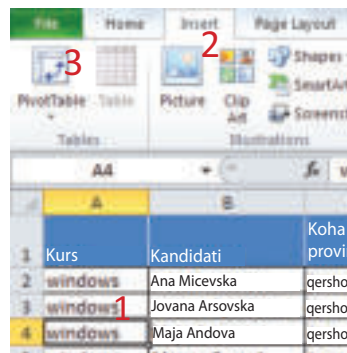 File Home Insert Page Layout
2
3
PivotTable Table Picture Clip Art Shapes
SmartArt
Screensh
Tables Illustrations
A4 fx
A B
1 Kurs Kandidati Koha
provi
2 windows Ana Micevska qersho
3 windows 1 Jovana Arsovska qersho
4 windows Maja Andova qersho